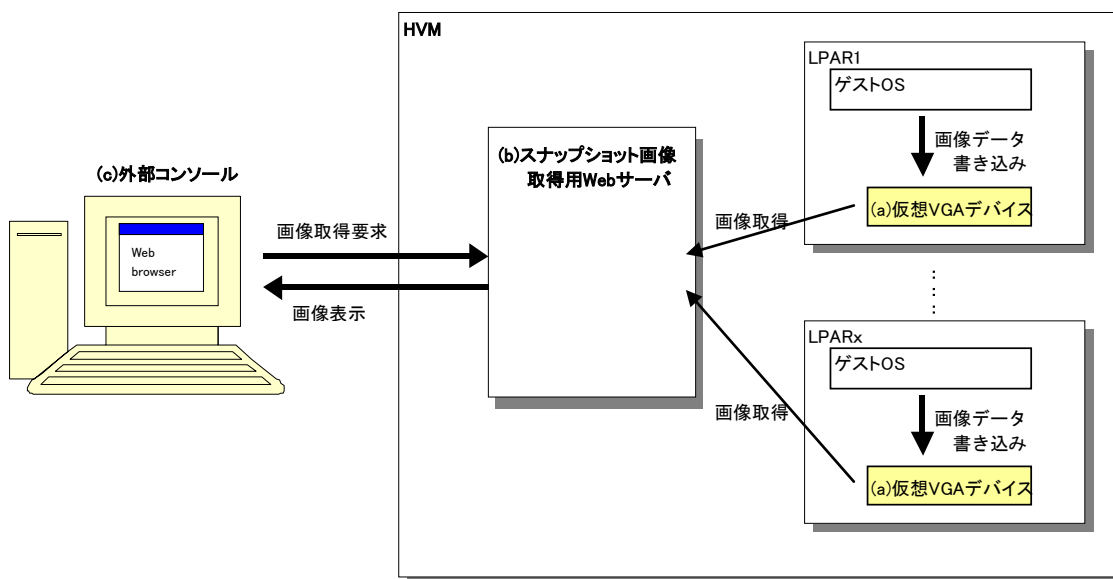 HVM
LPAR1
ゲストOS
画像データ
書き込み
(a)仮想VGAデバイス
(b)スナップショット画像
取得用Webサーバ
(c)外部コンソール
Web
browser
画像取得要求
画像表示
画像取得
LPARx
ゲストOS
画像データ
書き込み
(a)仮想VGAデバイス
画像取得